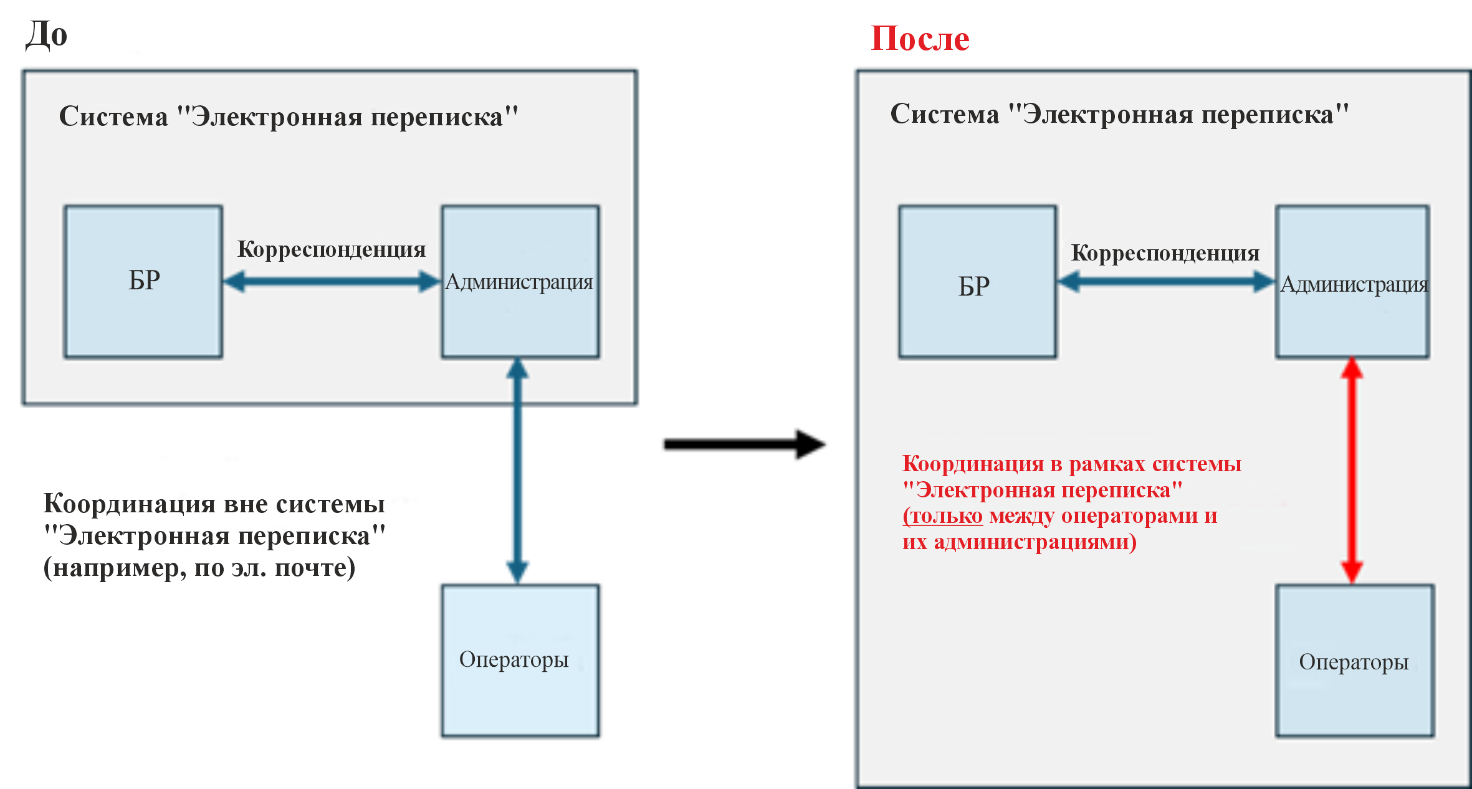 До
Система "Электронная переписка"
Корреспонденция
БР
Администрация
Координация вне системы
"Электронная переписка"
(например, по эл. почте)
Операторы
После
Система "Электронная переписка"
Корреспонденция
БР
Администрация
Координация в рамках системы
"Электронная переписка"
(только между операторами и
их администрациями)
Операторы